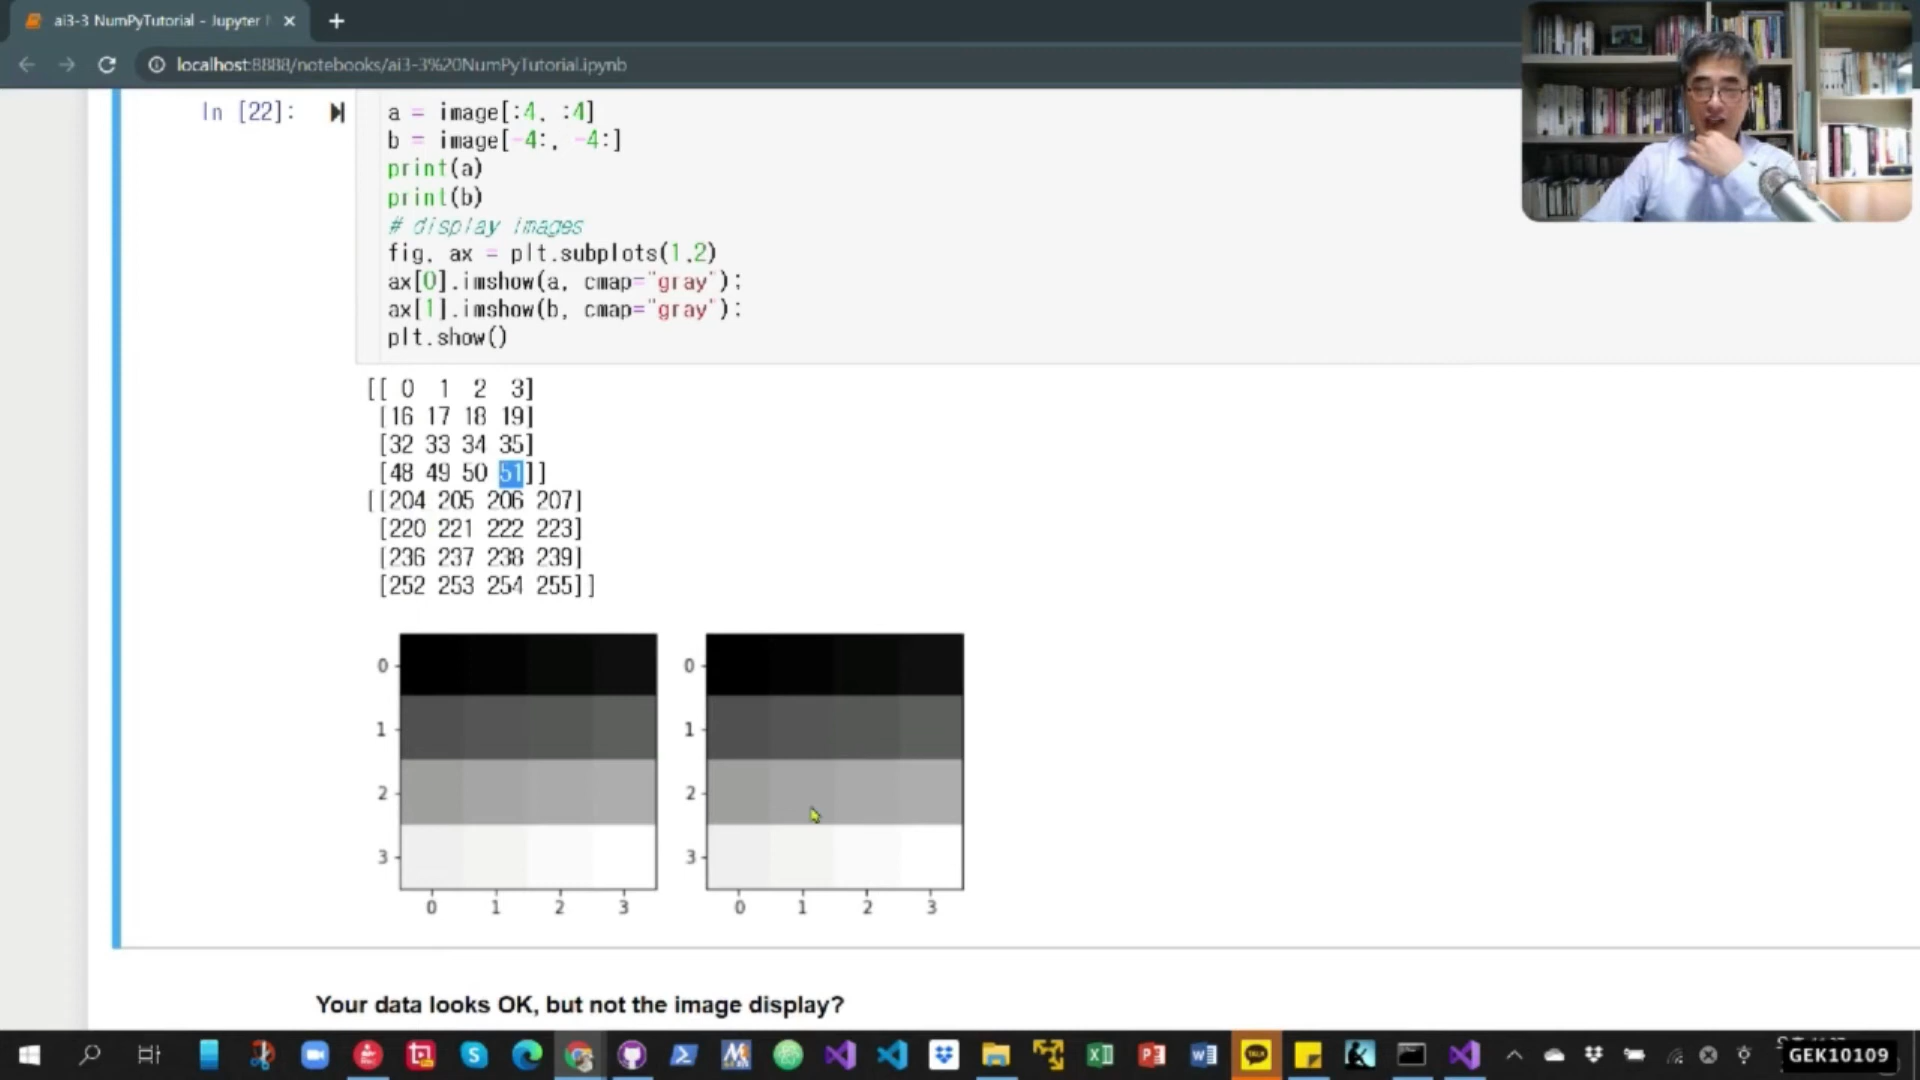 ai3-3 NumPyTutorial - Jupyter
localhost:8888/notebooks/ai3-3%20NumPyTutorial.ipynb
In [22]:
a = image[:4, :4]
b = image[-4:, -4:]
print(a)
print(b)
# display images
fig, ax = plt.subplots(1,2)
ax[0].imshow(a, cmap="gray");
ax[1].imshow(b, cmap="gray");
plt.show()
[[ 0 1 2 3]
[16 17 18 19]
[32 33 34 35]
[48 49 50 51]]
[[204 205 206 207]
[220 221 222 223]
[236 237 238 239]
[252 253 254 255]]
0
1
2
3
0 1 2 3
0
1
2
3
0 1 2 3
Your data looks OK, but not the image display?
GEK10109